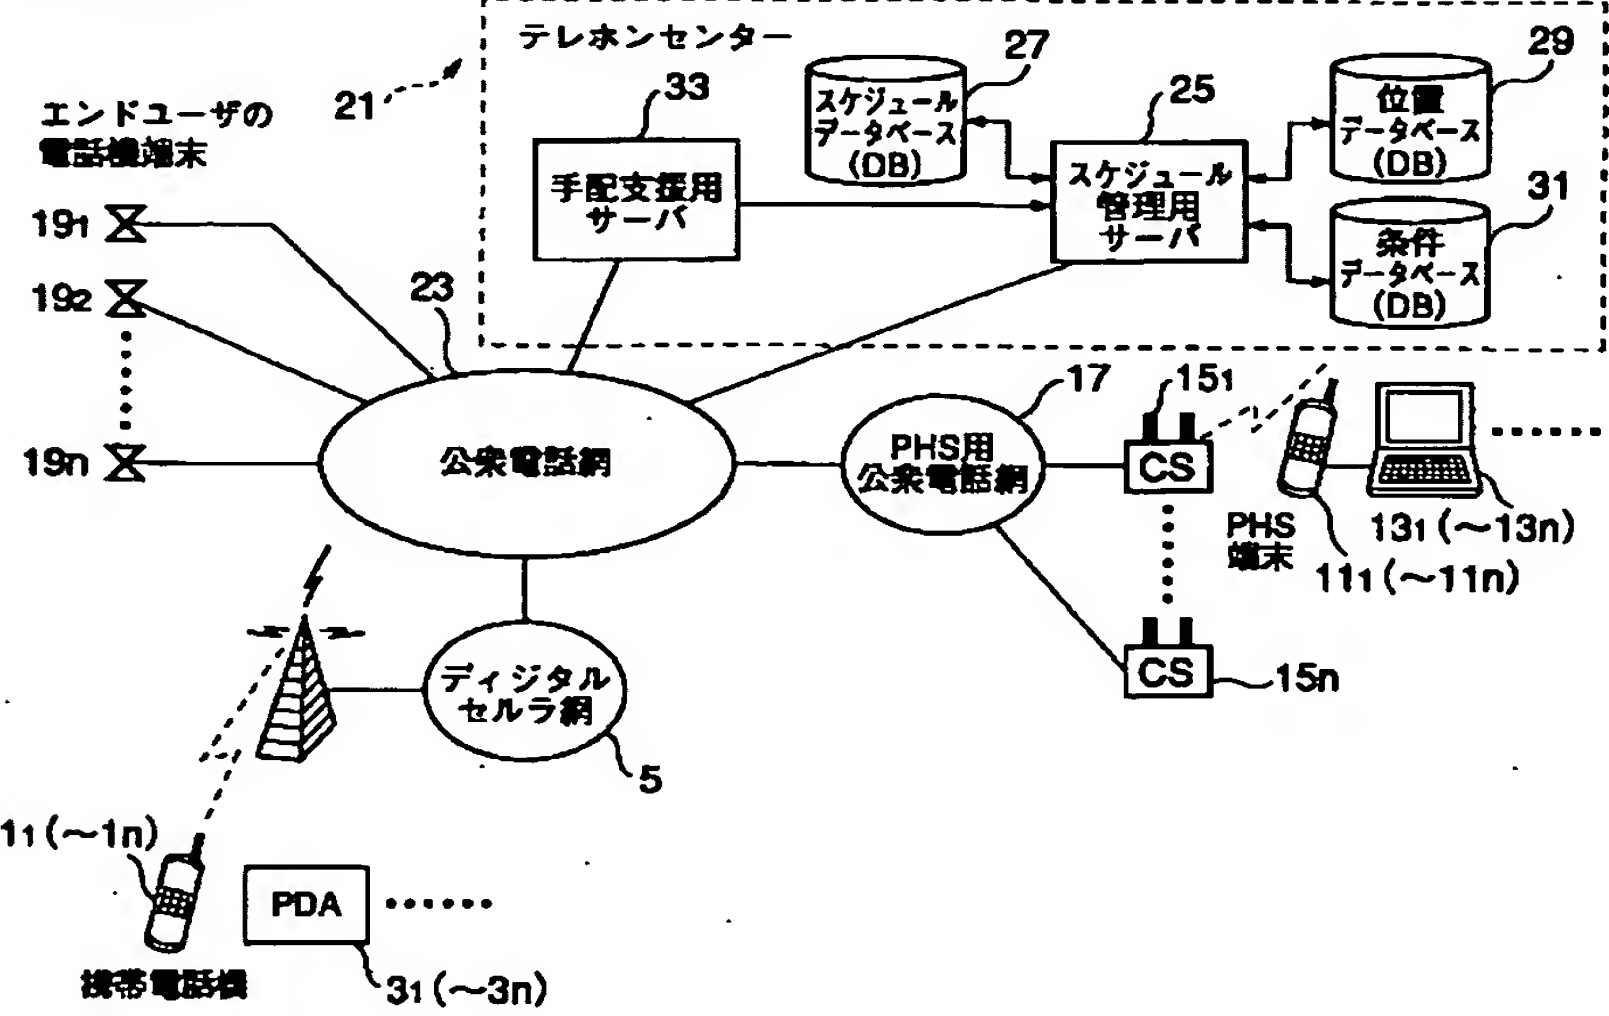 テレホンセンター
21
エンドユーザの
電話機端末
191
192
19n
33
手配支援用
サーバ
27
スケジュール
データベース
(DB)
25
スケジュール
管理用
サーバ
29
位置
データベース
(DB)
31
条件
データベース
(DB)
23
公衆電話網
17
PHS用
公衆電話網
151
CS
PHS
端末
131(〜13n)
111(〜11n)
CS
15n
ディジタル
セルラ網
5
11(〜1n)
PDA
携帯電話機
31(〜3n)